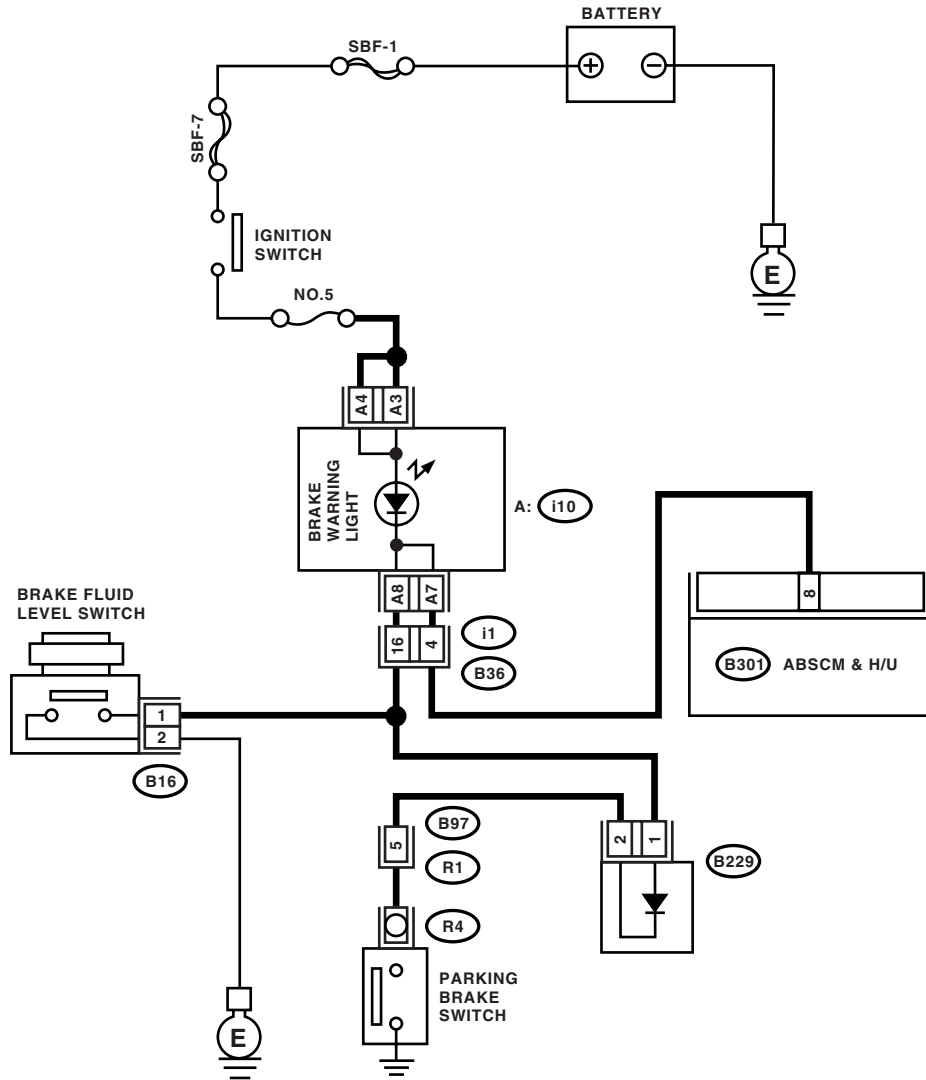 BATTERY
SBF-1
SBF-7
IGNITION
SWITCH
E
NO.5
A4
A3
BRAKE
WARNING
LIGHT
A: i10
8
A8
A7
BRAKE FLUID
LEVEL SWITCH
16
4
i1
B36
B301 ABSCM & H/U
1
2
B16
B97
5
2
1
R1
B229
R4
PARKING
BRAKE
SWITCH
E